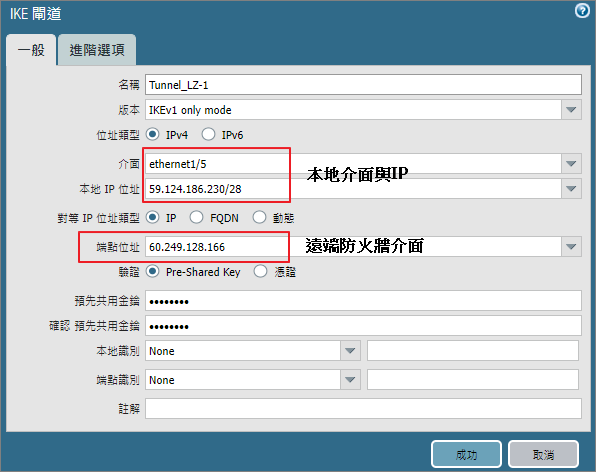 IKE 閘道
一般
進階選項
名稱 Tunnel_LZ-1
版本 IKEv1 only mode
位址類型 IPv4 IPv6
介面 ethernet1/5
本地介面與IP
本地 IP 位址 59.124.186.230/28
對等 IP 位址類型 IP FQDN 動態
端點位址 60.249.128.166 遠端防火牆介面
驗證 Pre-Shared Key 憑證
預先共用金鑰 ••••••••
確認 預先共用金鑰 ••••••••
本地識別 None
端點識別 None
註解
成功 取消